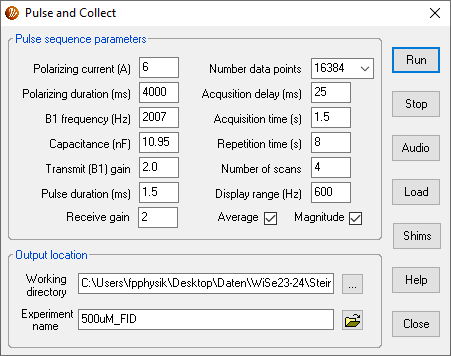 Pulse and Collect
Pulse sequence parameters
Polarizing current (A) 6 Number data points 16384
Polarizing duration (ms) 4000 Acqusition delay (ms) 25
B1 frequency (Hz) 2007 Acquisition time (s) 1.5
Capacitance (nF) 10.95 Repetition time (s) 8
Transmit (B1) gain 2.0 Number of scans 4
Pulse duration (ms) 1.5 Display range (Hz) 600
Receive gain 2 Average Magnitude
Run
Stop
Audio
Load
Shims
Help
Close
Output location
Working directory C:\Users\fpphysik\Desktop\Daten\WiSe23-24\Steir ...
Experiment name 500uM_FID